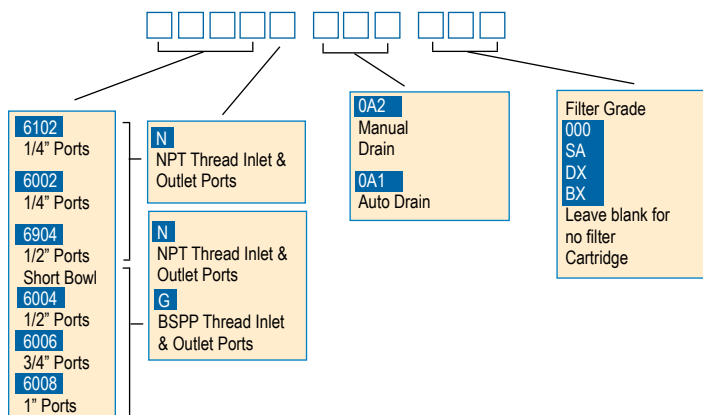 6102
1/4” Ports
6002
1/4” Ports
6904
1/2” Ports
Short Bowl
6004
1/2” Ports
6006
3/4” Ports
6008
1” Ports
N
NPT Thread Inlet &
Outlet Ports
N
NPT Thread Inlet &
Outlet Ports
G
BSPP Thread Inlet
& Outlet Ports
0A2
Manual
Drain
0A1
Auto Drain
Filter Grade
000
SA
DX
BX
Leave blank for
no filter
Cartridge